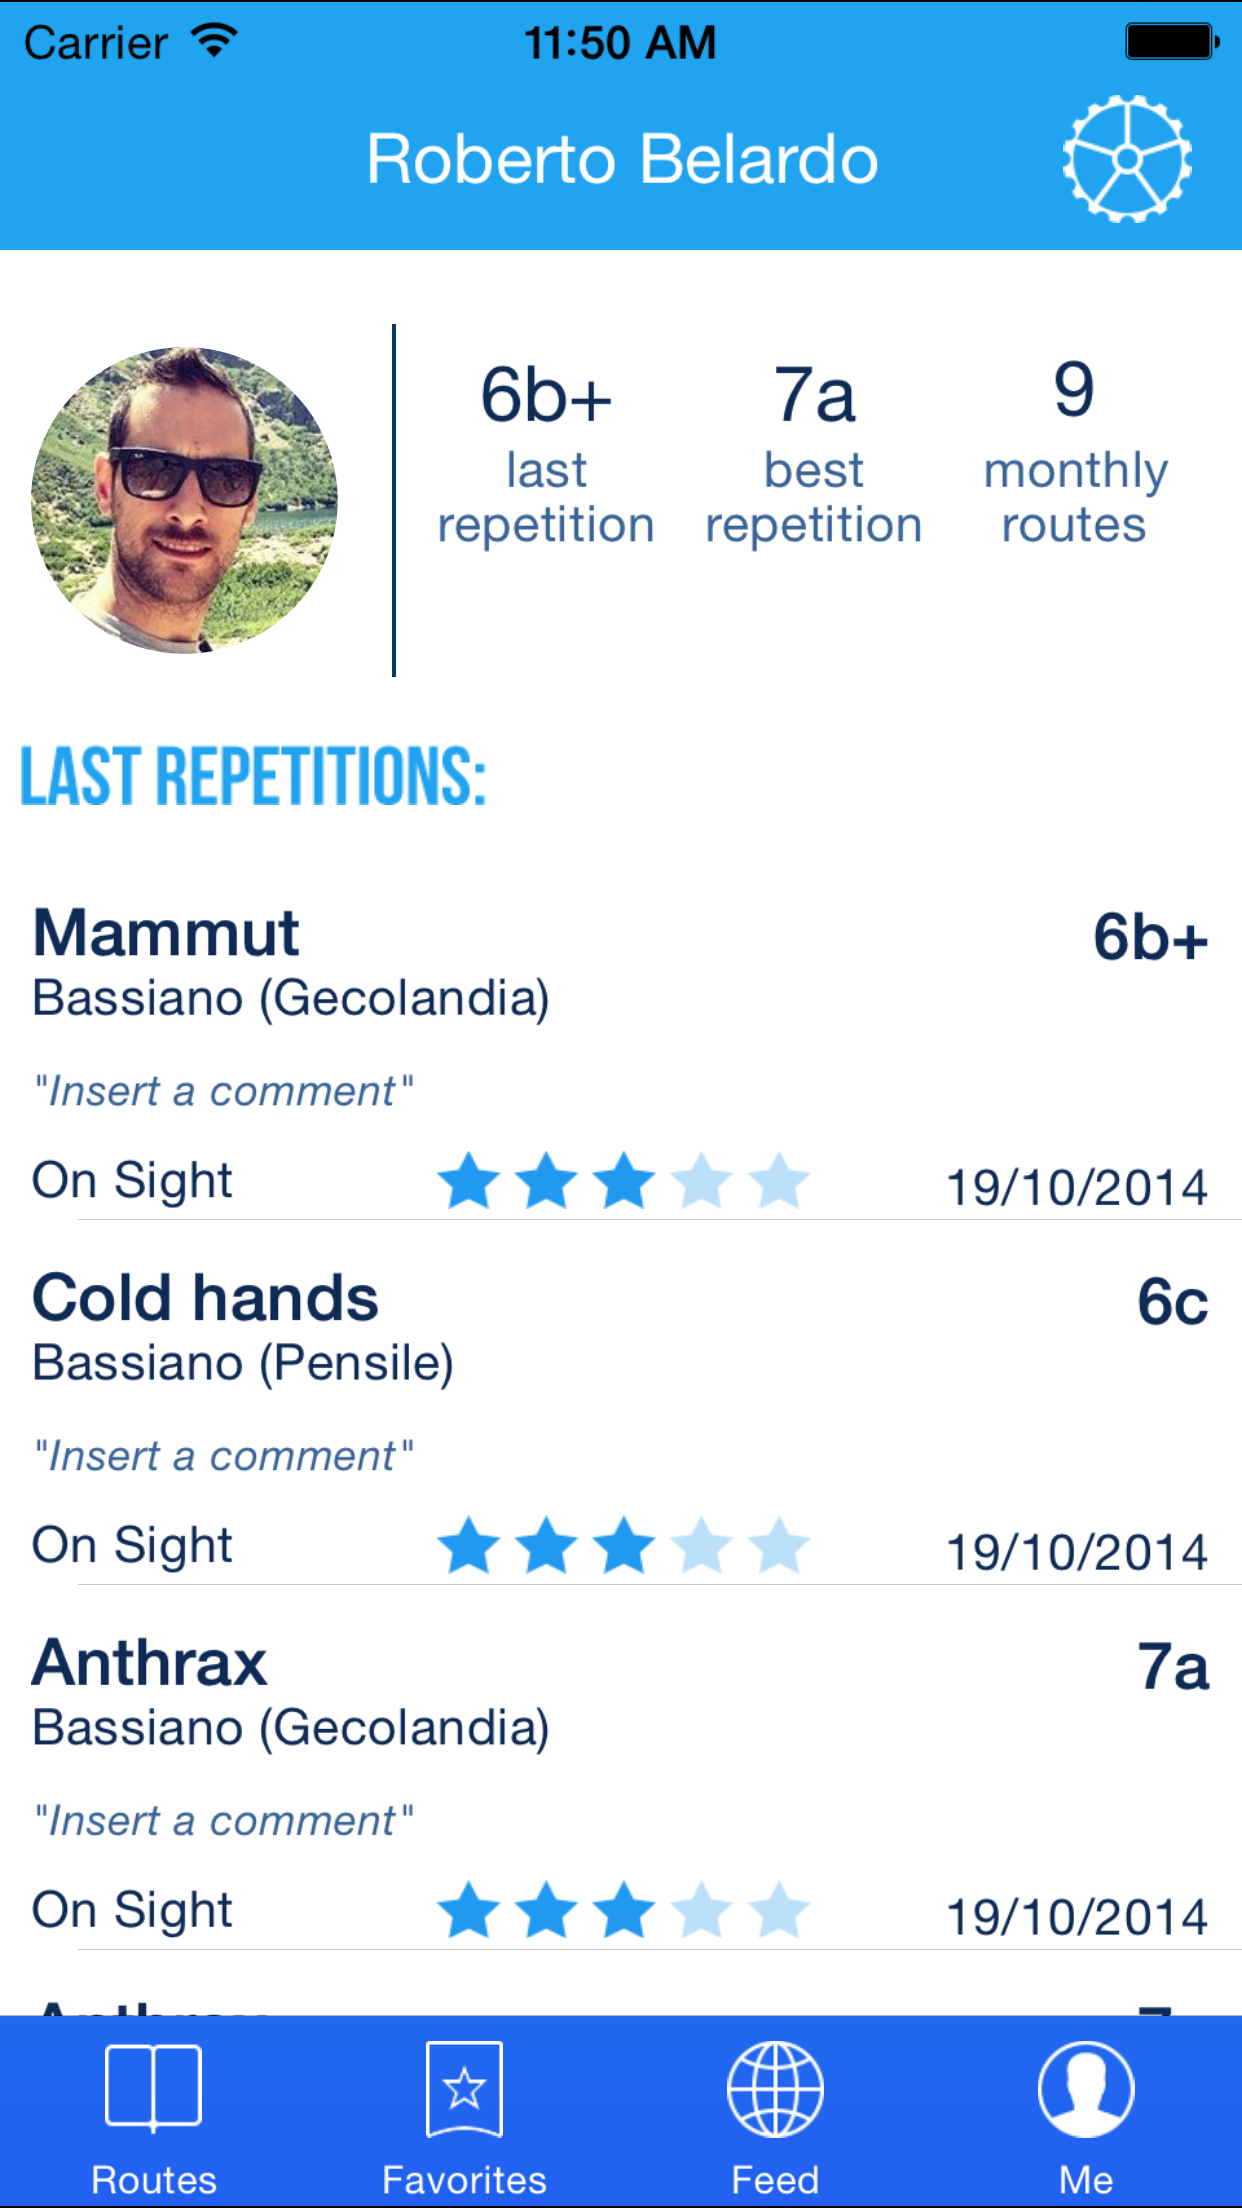 Carrier 11:50 AM
Roberto Belardo
6b+ 7a 9
last best monthly
repetition repetition routes
LAST REPETITIONS:
Mammut 6b+
Bassiano (Gecolandia)
"Insert a comment"
On Sight 19/10/2014
Cold hands 6c
Bassiano (Pensile)
"Insert a comment"
On Sight 19/10/2014
Anthrax 7a
Bassiano (Gecolandia)
"Insert a comment"
On Sight 19/10/2014
Routes Favorites Feed Me